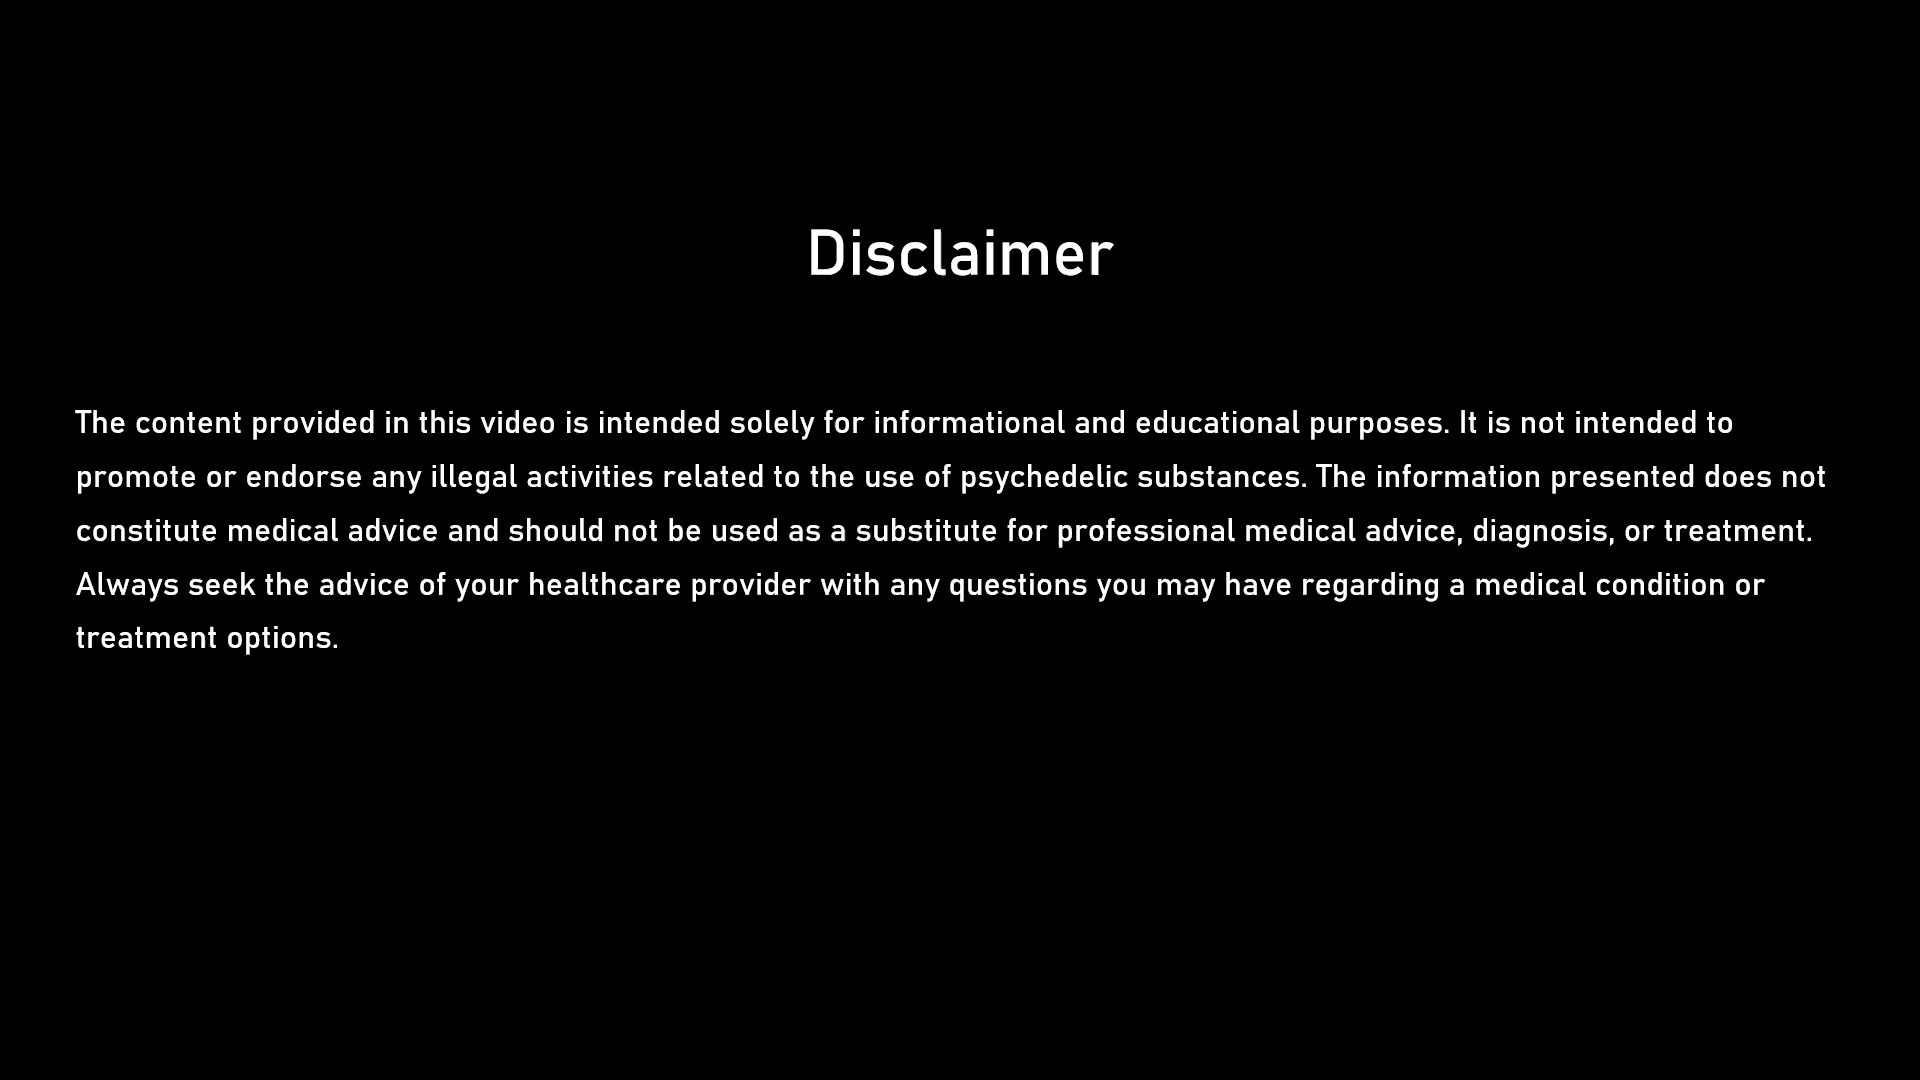 Disclaimer
The content provided in this video is intended solely for informational and educational purposes. It is not intended to
promote or endorse any illegal activities related to the use of psychedelic substances. The information presented does not
constitute medical advice and should not be used as a substitute for professional medical advice, diagnosis, or treatment.
Always seek the advice of your healthcare provider with any questions you may have regarding a medical condition or
treatment options.